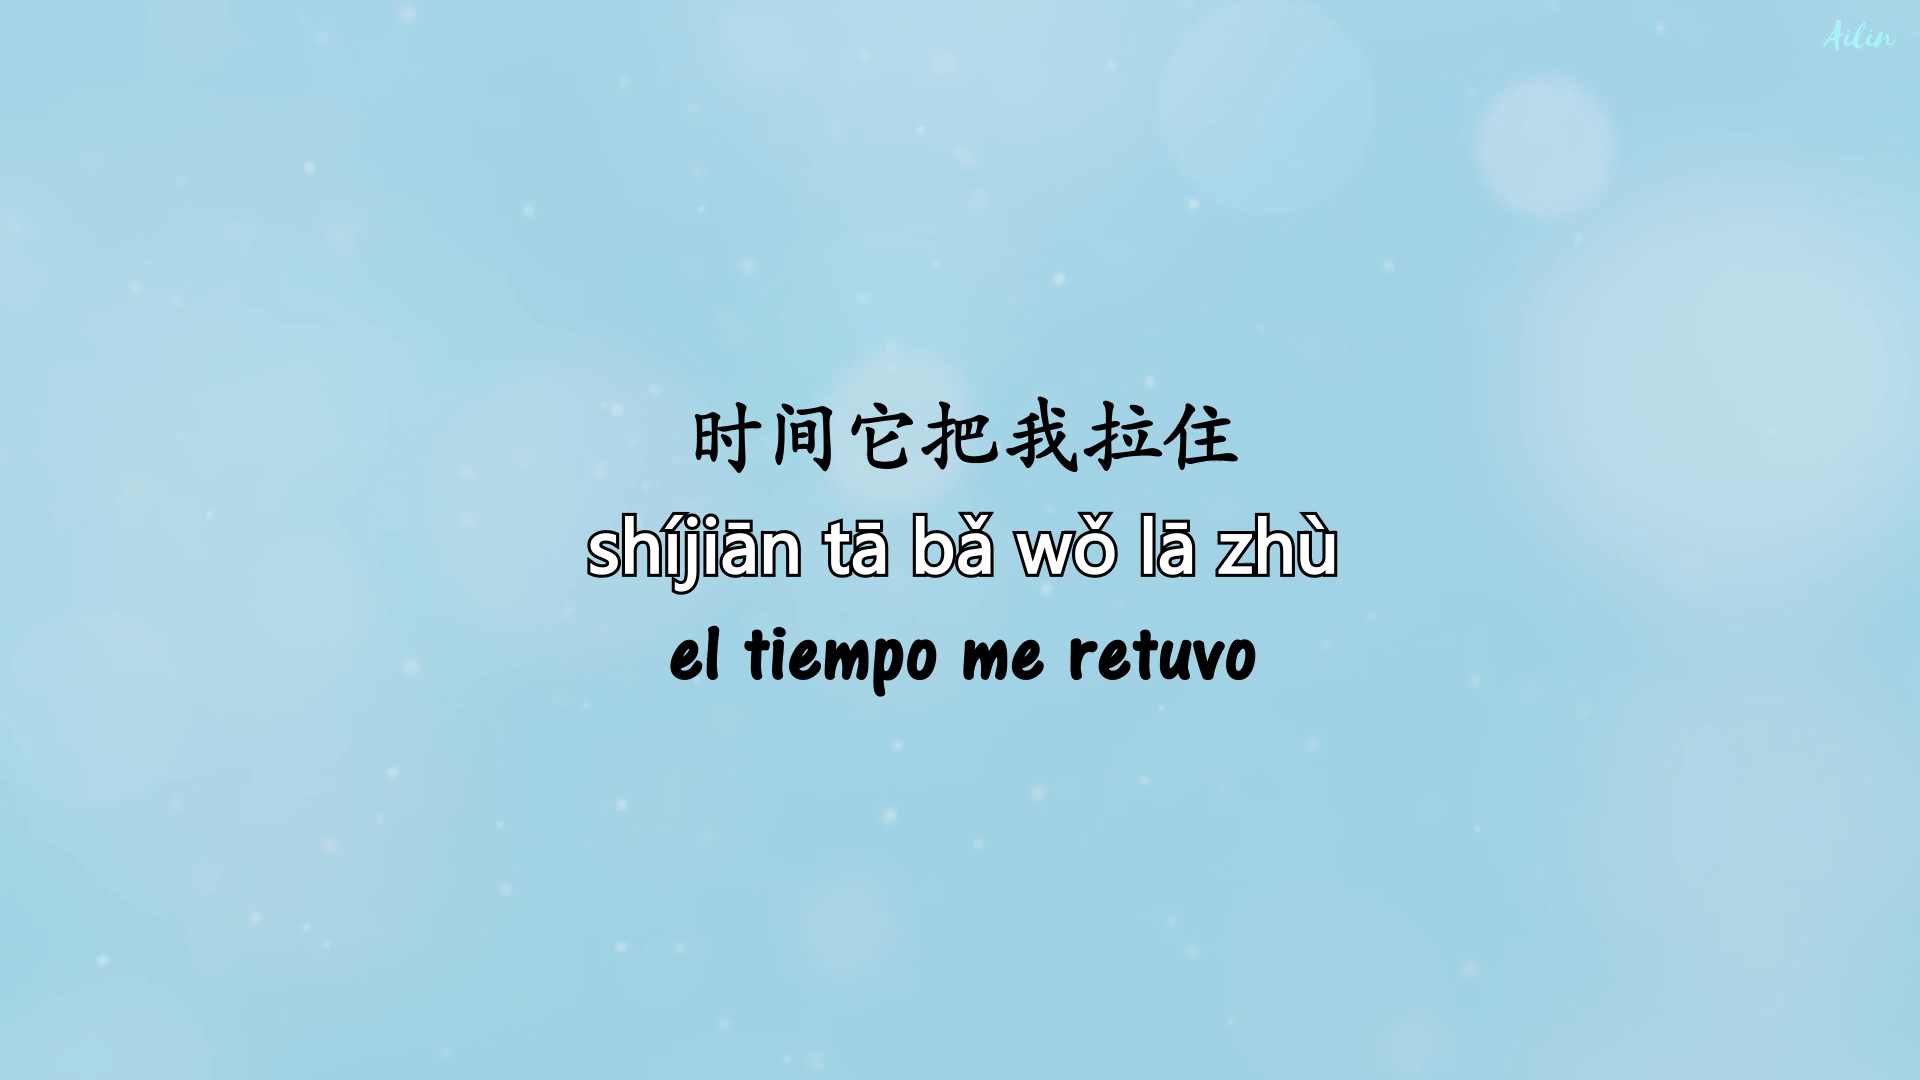 Ailin
时间它把我拉住
shíjiān tā bǎ wǒ lā zhù
el tiempo me retuvo